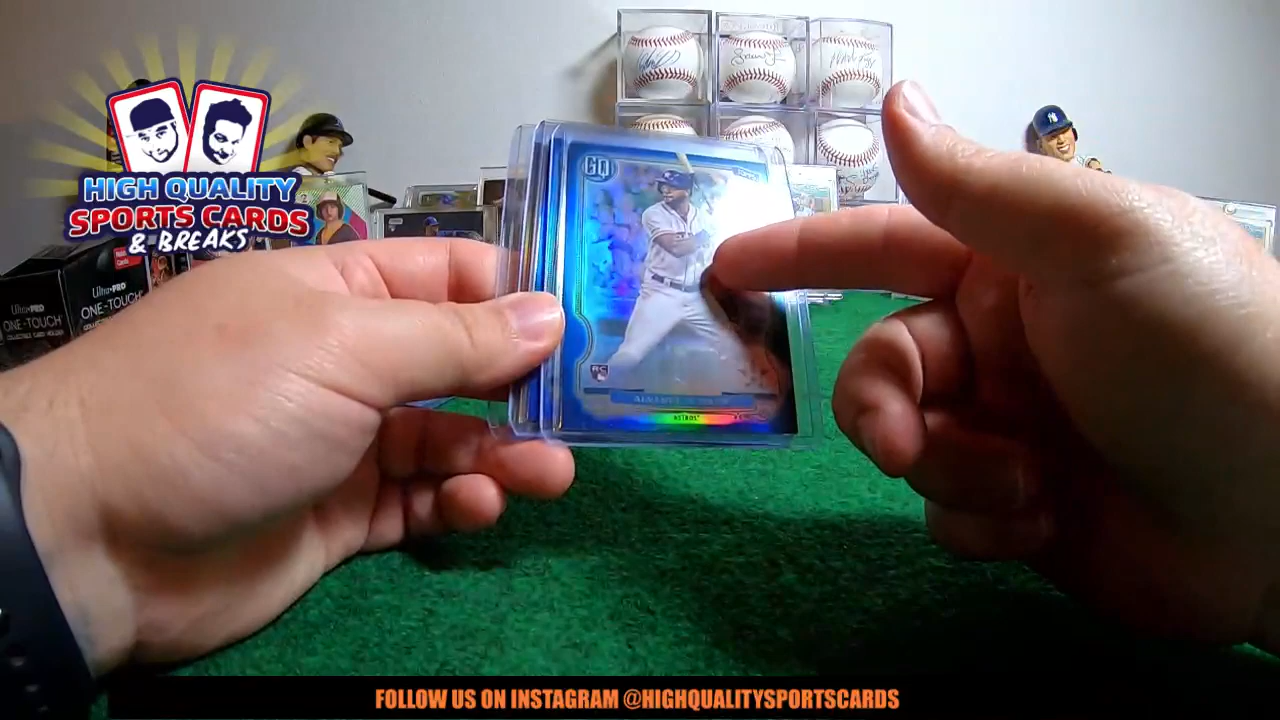 HIGH QUALITY
SPORTS CARDS
& BREAKS
GQ
TOPPS
Ultra·PRO
ONE-TOUCH
Ultra·PRO
ONE-TOUCH
RC
ASTROS
FOLLOW US ON INSTAGRAM @HIGHQUALITYSPORTSCARDS